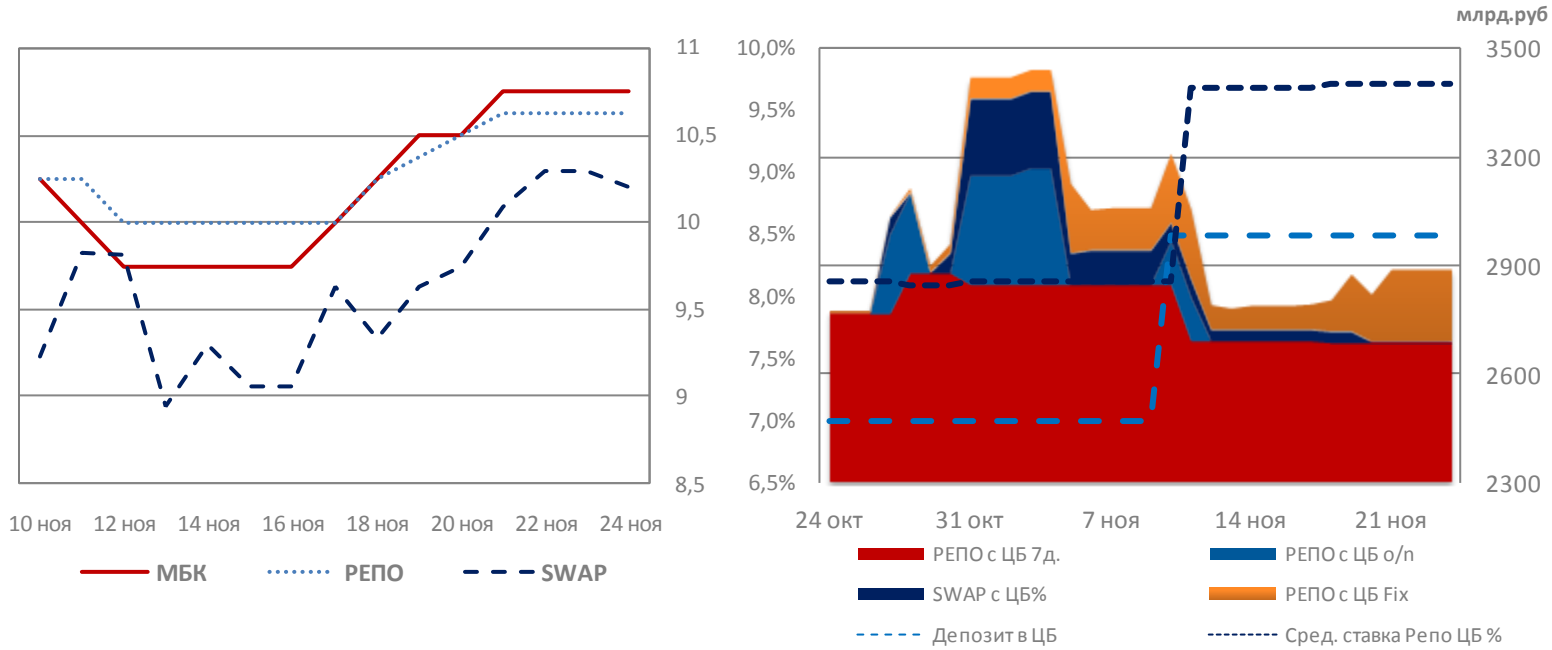 млрд.руб
11
10,5
10
9,5
9
8,5
10 ноя 12 ноя 14 ноя 16 ноя 18 ноя 20 ноя 22 ноя 24 ноя
МБК РЕПО SWAP
10,0%
9,5%
9,0%
8,5%
8,0%
7,5%
7,0%
6,5%
3500
3200
2900
2600
2300
24 окт 31 окт 7 ноя 14 ноя 21 ноя
РЕПО с ЦБ 7д. РЕПО с ЦБ o/n
SWAP с ЦБ% РЕПО с ЦБ Fix
Депозит в ЦБ Сред. ставка Репо ЦБ %